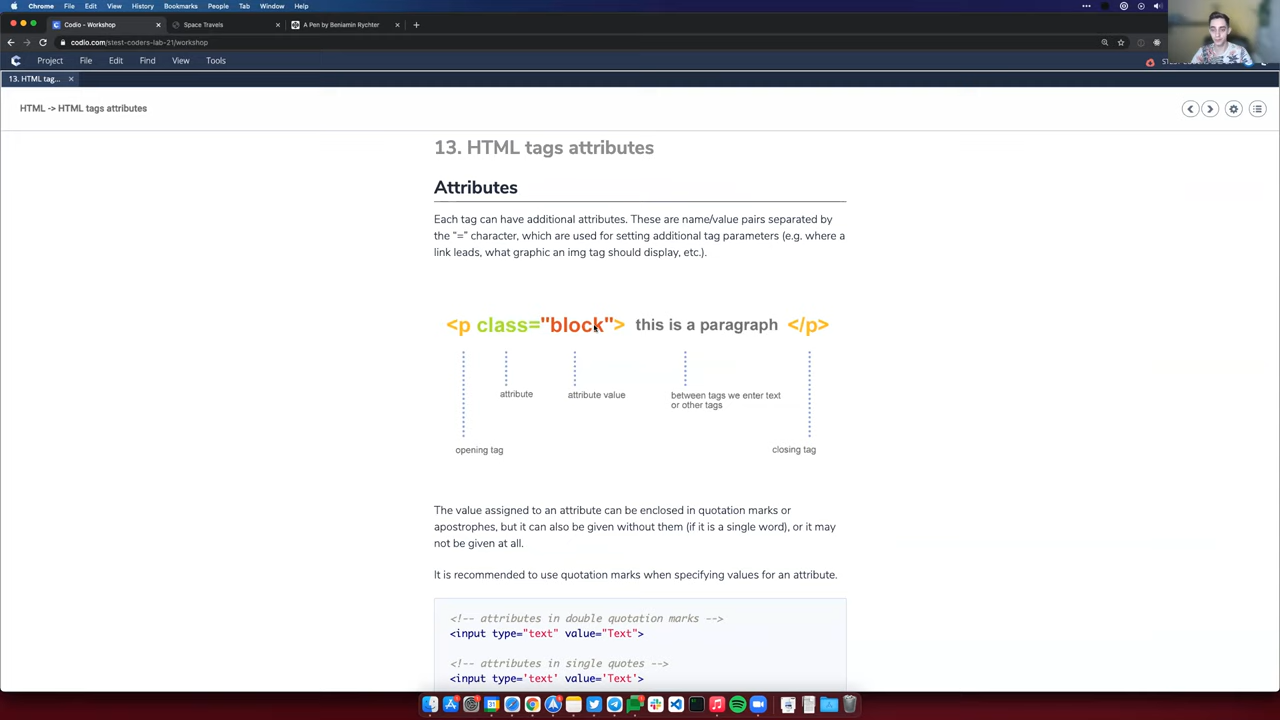 Chrome File Edit View History Bookmarks People Tab Window Help
Codio - Workshop
Space Travels
A Pen by Beniamin Rychter
codio.com/stest-coders-lab-21/workshop
Project File Edit Find View Tools
13. HTML tag...
HTML -> HTML tags attributes
13. HTML tags attributes
Attributes
Each tag can have additional attributes. These are name/value pairs separated by
the “=” character, which are used for setting additional tag parameters (e.g. where a
link leads, what graphic an img tag should display, etc.).
<p class="block"> this is a paragraph </p>
attribute
attribute value
between tags we enter text
or other tags
opening tag
closing tag
The value assigned to an attribute can be enclosed in quotation marks or
apostrophes, but it can also be given without them (if it is a single word), or it may
not be given at all.
It is recommended to use quotation marks when specifying values for an attribute.
<!-- attributes in double quotation marks -->
<input type="text" value="Text">
<!-- attributes in single quotes -->
<input type='text' value='Text'>